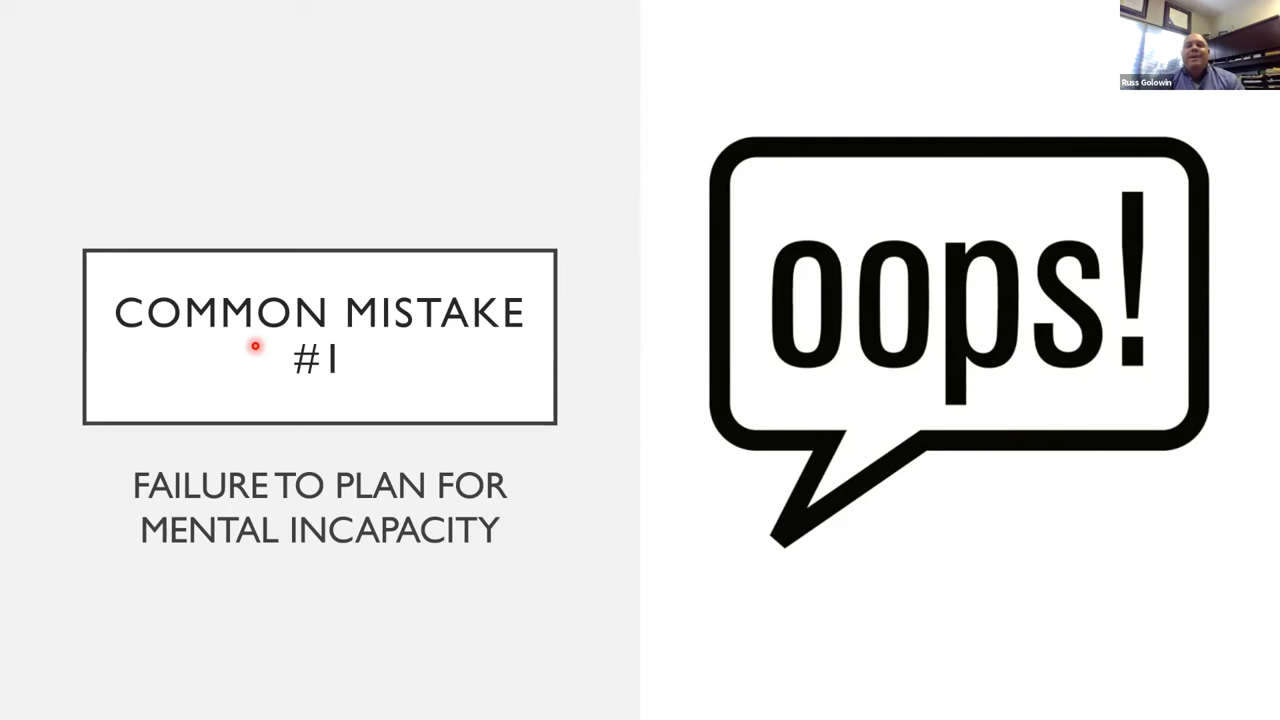 COMMON MISTAKE
#1
FAILURE TO PLAN FOR
MENTAL INCAPACITY
oops!
Russ Golowin